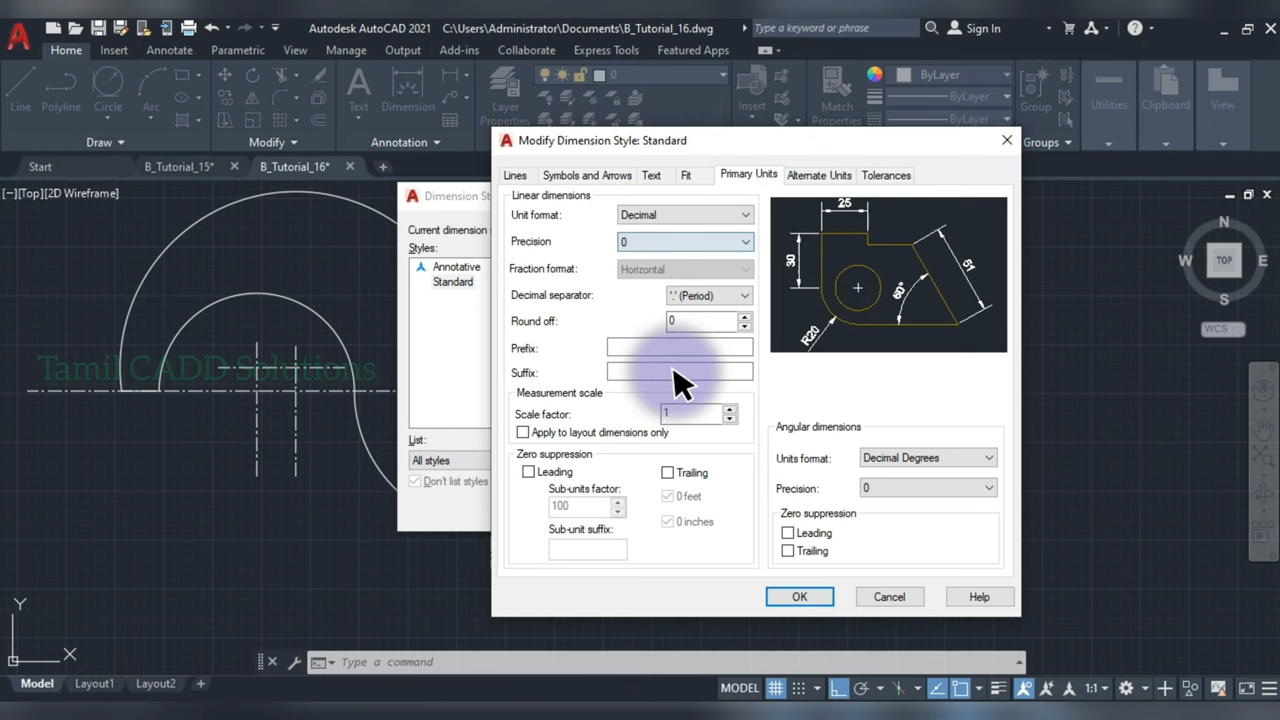 Autodesk AutoCAD 2021 C:\Users\Administrator\Documents\B_Tutorial_16.dwg
Type a keyword or phrase
Sign In
Home Insert Annotate Parametric View Manage Output Add-ins Collaborate Express Tools Featured Apps
0
ByLayer
ByLayer
ByLayer
Line Polyline Circle Arc
Text Dimension
Layer Properties
Insert
Match Properties
Group
Utilities Clipboard View
Draw Modify Annotation Groups
Start B_Tutorial_15* B_Tutorial_16*
[−][Top][2D Wireframe]
Tamil CADD Solutions
Dimension St
Current dimension
Styles:
Annotative
Standard
List:
All styles
Don't list styles
Modify Dimension Style: Standard
Lines Symbols and Arrows Text Fit Primary Units Alternate Units Tolerances
Linear dimensions
Unit format: Decimal
Precision 0
Fraction format: Horizontal
Decimal separator: '.' (Period)
Round off: 0
Prefix:
Suffix:
Measurement scale
Scale factor: 1
Apply to layout dimensions only
Zero suppression
Leading Trailing
Sub-units factor: 0 feet
100
0 inches
Sub-unit suffix:
25
30
61
60°
R20
Angular dimensions
Units format: Decimal Degrees
Precision: 0
Zero suppression
Leading
Trailing
OK Cancel Help
N
W TOP E
S
WCS
Y
X
Type a command
Model Layout1 Layout2 +
MODEL 1:1